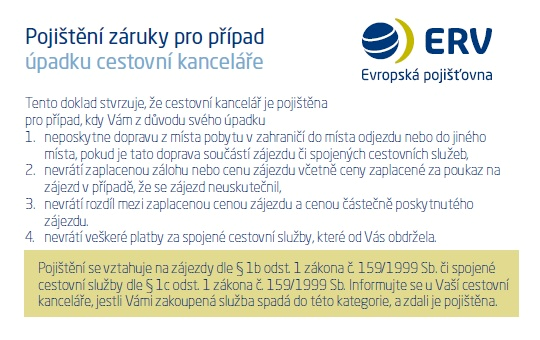 Pojištění záruky pro případ
úpadku cestovní kanceláře
ERV
Evropská pojišťovna
Tento doklad stvrzuje, že cestovní kancelář je pojištěna
pro případ, kdy Vám z důvodu svého úpadku
1. neposkytne dopravu z místa pobytu v zahraničí do místa odjezdu nebo do jiného
místa, pokud je tato doprava součástí zájezdu či spojených cestovních služeb,
2. nevrátí zaplacenou zálohu nebo cenu zájezdu včetně ceny zaplacené za poukaz na
zájezd v případě, že se zájezd neuskutečnil,
3. nevrátí rozdíl mezi zaplacenou cenou zájezdu a cenou částečně poskytnutého
zájezdu.
4. nevrátí veškeré platby za spojené cestovní služby, které od Vás obdržela.
Pojištění se vztahuje na zájezdy dle § 1b odst. 1 zákona č. 159/1999 Sb. či spojené
cestovní služby dle § 1c odst. 1 zákona č. 159/1999 Sb. Informujte se u Vaší cestovní
kanceláře, jestli Vámi zakoupená služba spadá do této kategorie, a zdali je pojištěna.